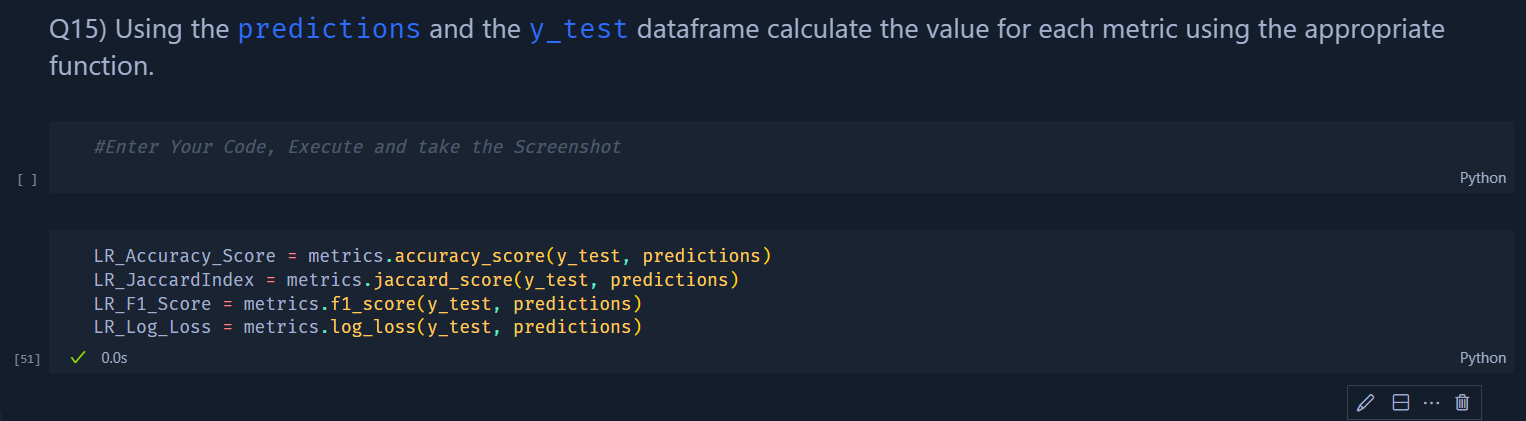 Q15) Using the predictions and the y_test dataframe calculate the value for each metric using the appropriate
function.
#Enter Your Code, Execute and take the Screenshot
[ ]
Python
LR_Accuracy_Score = metrics.accuracy_score(y_test, predictions)
LR_JaccardIndex = metrics.jaccard_score(y_test, predictions)
LR_F1_Score = metrics.f1_score(y_test, predictions)
LR_Log_Loss = metrics.log_loss(y_test, predictions)
[51] ✓ 0.0s Python